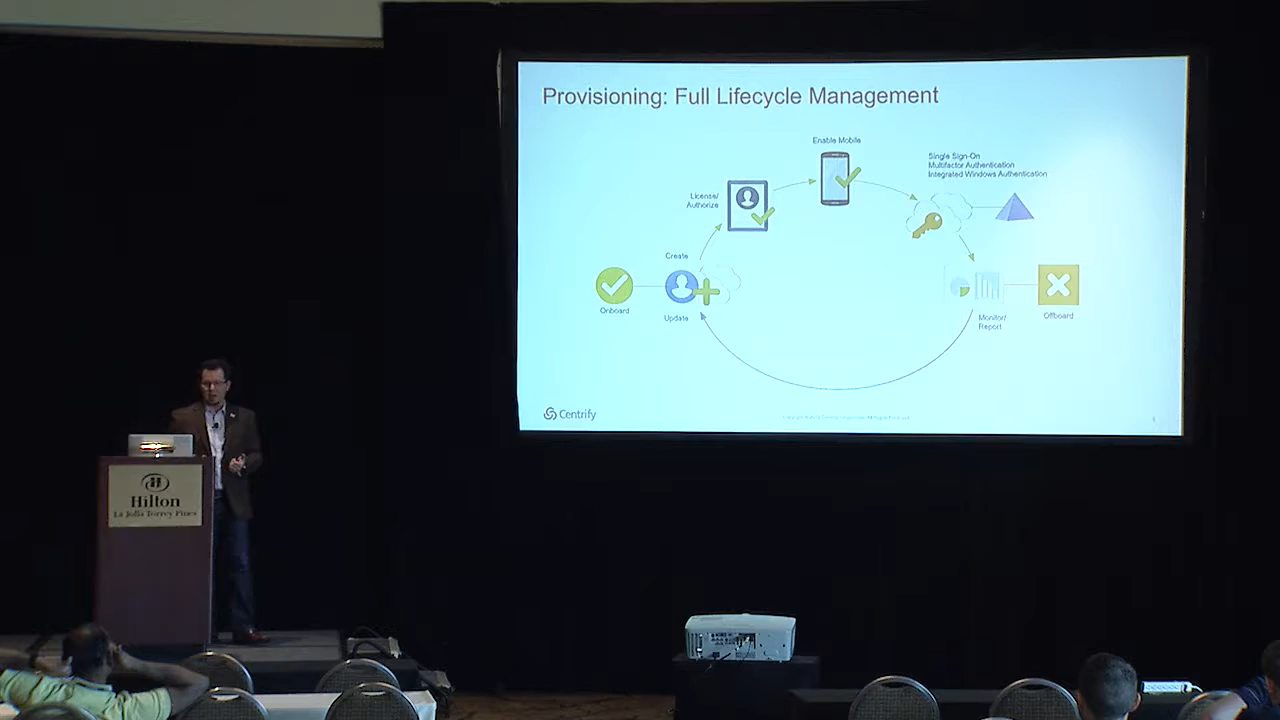 Provisioning: Full Lifecycle Management
Enable Mobile
Single Sign-On
Multifactor Authentication
Integrated Windows Authentication
License/
Authorize
Create
Onboard
Update
Monitor/
Report
Offboard
Centrify
Hilton
La Jolla Torrey Pines